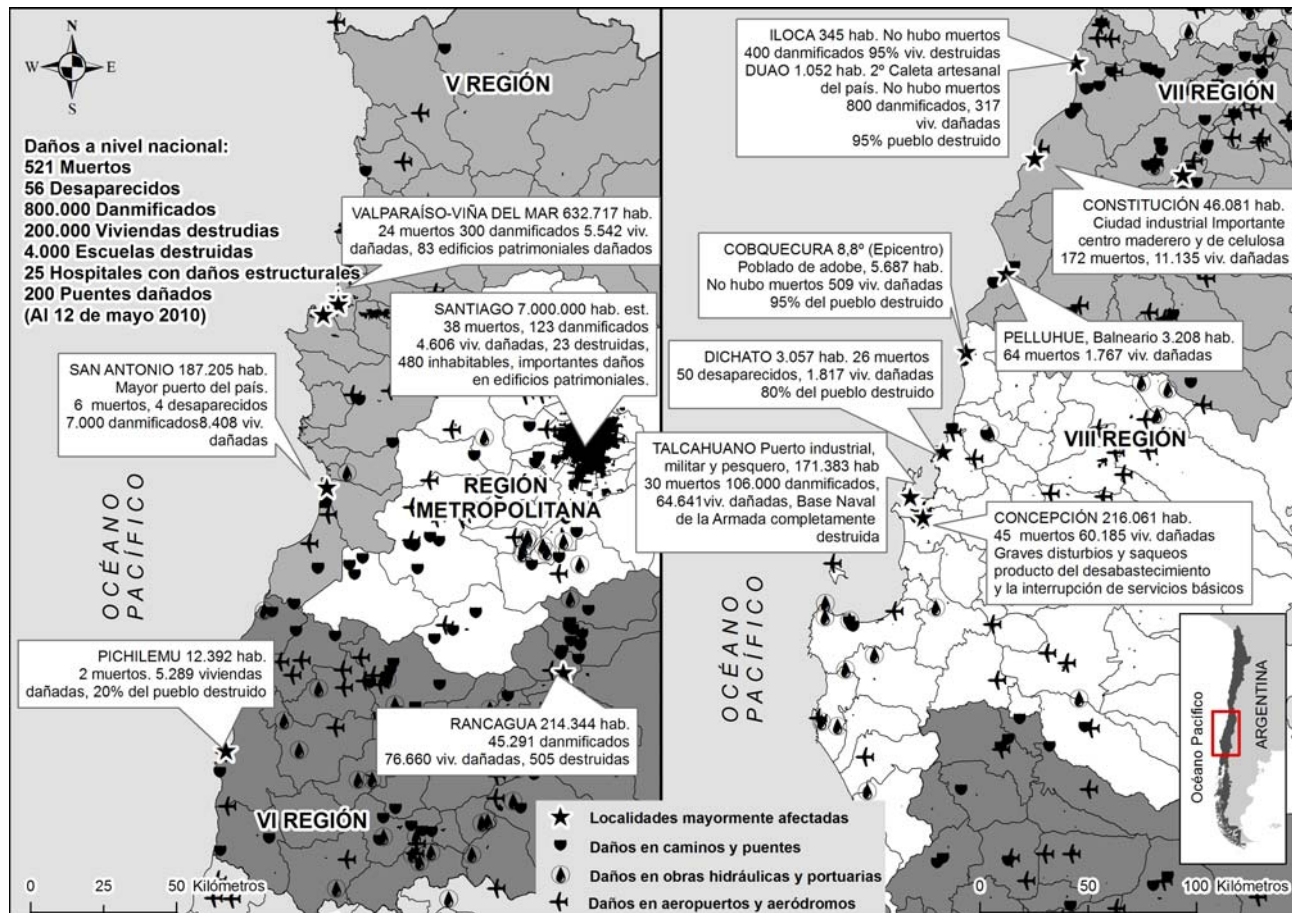 N
W E
S
V REGIÓN
Daños a nivel nacional:
521 Muertos
56 Desaparecidos
800.000 Danmificados
200.000 Viviendas destrudias
4.000 Escuelas destruidas
25 Hospitales con daños estructurales
200 Puentes dañados
(Al 12 de mayo 2010)
VALPARAÍSO-VIÑA DEL MAR 632.717 hab.
24 muertos 300 danmificados 5.542 viv.
dañadas, 83 edificios patrimoniales dañados
SANTIAGO 7.000.000 hab. est.
38 muertos, 123 danmificados
4.606 viv. dañadas, 23 destruidas,
480 inhabitables, importantes daños
en edificios patrimoniales.
SAN ANTONIO 187.205 hab.
Mayor puerto del país.
6 muertos, 4 desaparecidos
7.000 danmificados8.408 viv.
dañadas
REGIÓN
METROPOLITANA
OCÉANO
PACÍFICO
PICHILEMU 12.392 hab.
2 muertos. 5.289 viviendas
dañadas, 20% del pueblo destruido
RANCAGUA 214.344 hab.
45.291 danmificados
76.660 viv. dañadas, 505 destruidas
VI REGIÓN
0 25 50 Kilómetros
ILOCA 345 hab. No hubo muertos
400 danmificados 95% viv. destruidas
DUAO 1.052 hab. 2º Caleta artesanal
del país. No hubo muertos
800 danmificados, 317
viv. dañadas
95% pueblo destruido
VII REGIÓN
CONSTITUCIÓN 46.081 hab.
Ciudad industrial Importante
centro maderero y de celulosa
172 muertos, 11.135 viv. dañadas
COBQUECURA 8,8º (Epicentro)
Poblado de adobe, 5.687 hab.
No hubo muertos 509 viv. dañadas
95% del pueblo destruido
PELLUHUE, Balneario 3.208 hab.
64 muertos 1.767 viv. dañadas
DICHATO 3.057 hab. 26 muertos
50 desaparecidos, 1.817 viv. dañadas
80% del pueblo destruido
VIII REGIÓN
TALCAHUANO Puerto industrial,
militar y pesquero, 171.383 hab
30 muertos 106.000 danmificados,
64.641viv. dañadas, Base Naval
de la Armada completamente
destruida
CONCEPCIÓN 216.061 hab.
45 muertos 60.185 viv. dañadas
Graves disturbios y saqueos
producto del desabastecimiento
y la interrupción de servicios básicos
OCÉANO
PACÍFICO
Océano Pacífico
ARGENTINA
Localidades mayormente afectadas
Daños en caminos y puentes
Daños en obras hidráulicas y portuarias
Daños en aeropuertos y aeródromos
0 50 100 Kilómetros